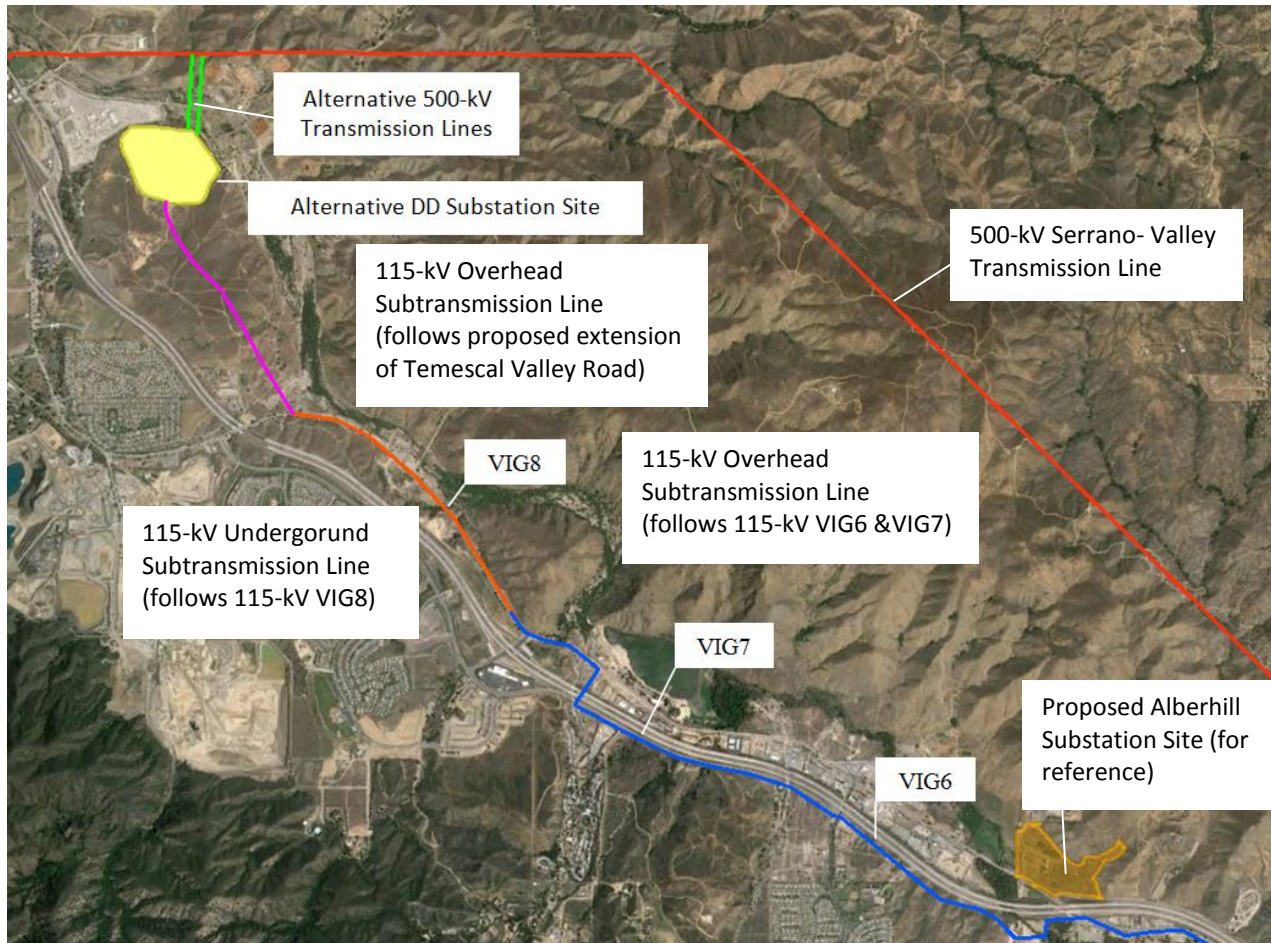 Alternative 500-kV
Transmission Lines
Alternative DD Substation Site
500-kV Serrano- Valley
Transmission Line
115-kV Overhead
Subtransmission Line
(follows proposed extension
of Temescal Valley Road)
VIG8
115-kV Overhead
Subtransmission Line
(follows 115-kV VIG6 &VIG7)
115-kV Undergorund
Subtransmission Line
(follows 115-kV VIG8)
VIG7
Proposed Alberhill
Substation Site (for
reference)
VIG6